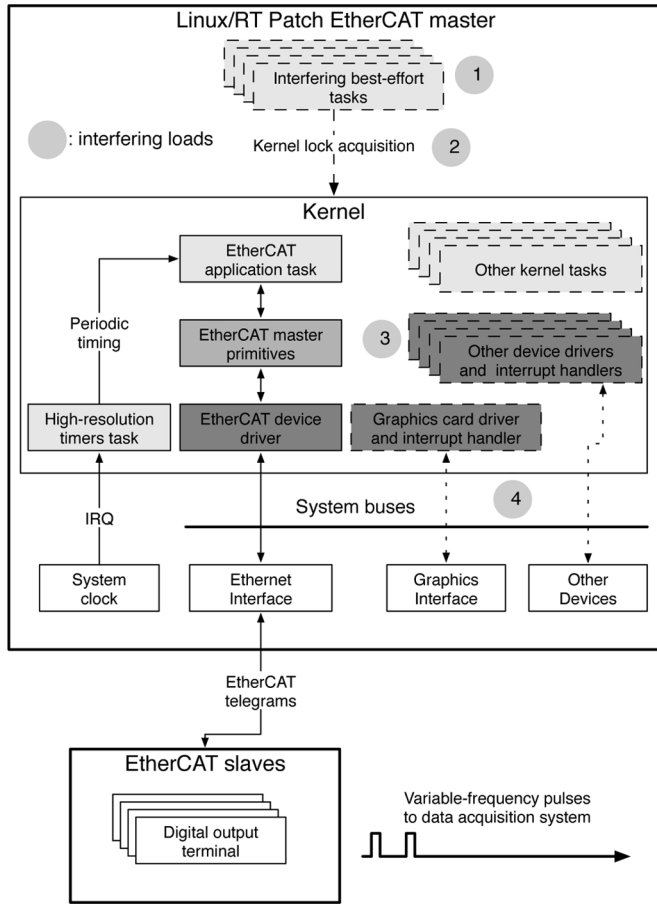 Linux/RT Patch EtherCAT master
Interfering best-effort
tasks
1
: interfering loads
Kernel lock acquisition
2
Kernel
EtherCAT
application task
Other kernel tasks
Periodic
timing
EtherCAT master
primitives
3
Other device drivers
and interrupt handlers
High-resolution
timers task
EtherCAT device
driver
Graphics card driver
and interrupt handler
System buses
4
IRQ
System
clock
Ethernet
Interface
Graphics
Interface
Other
Devices
EtherCAT
telegrams
EtherCAT slaves
Digital output
terminal
Variable-frequency pulses
to data acquisition system